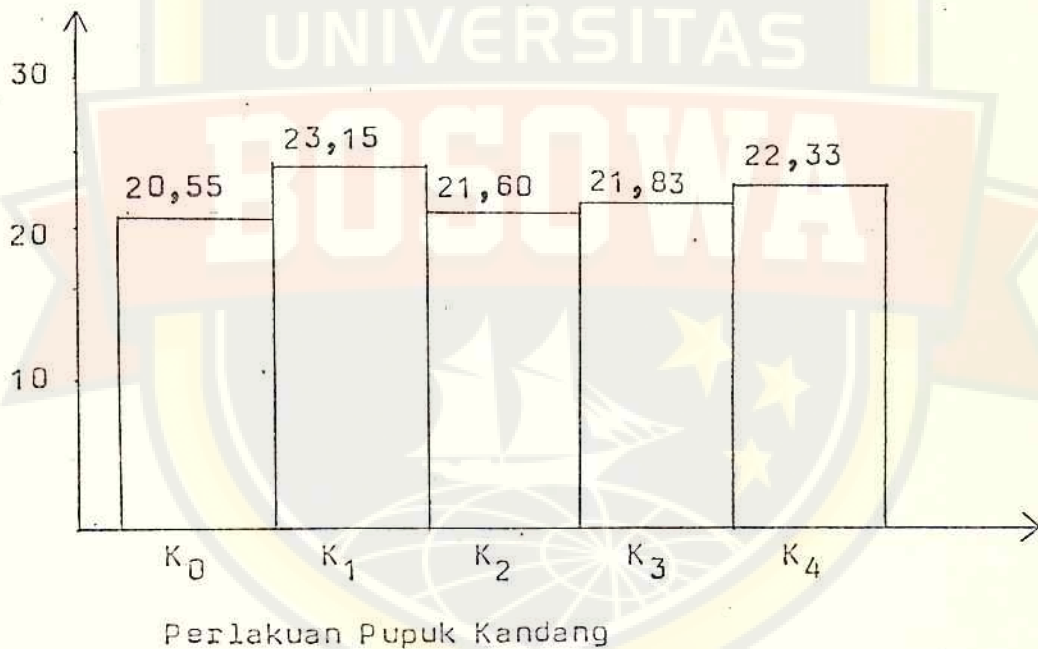 UNIVERSITAS
BOSOWA
30
20
10
20,55
23,15
21,60
21,83
22,33
K0
K1
K2
K3
K4
Perlakuan Pupuk Kandang